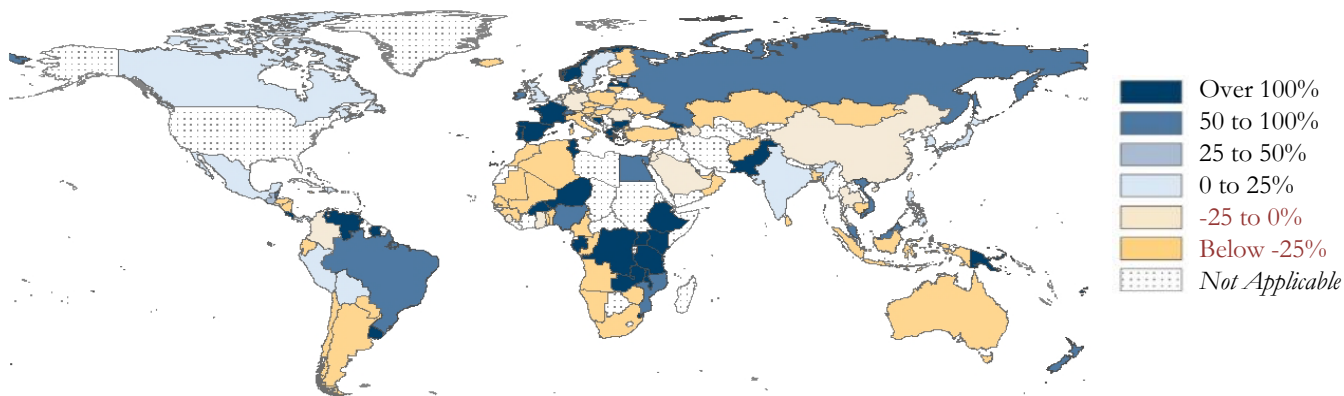 Over 100%
50 to 100%
25 to 50%
0 to 25%
-25 to 0%
Below -25%
Not Applicable